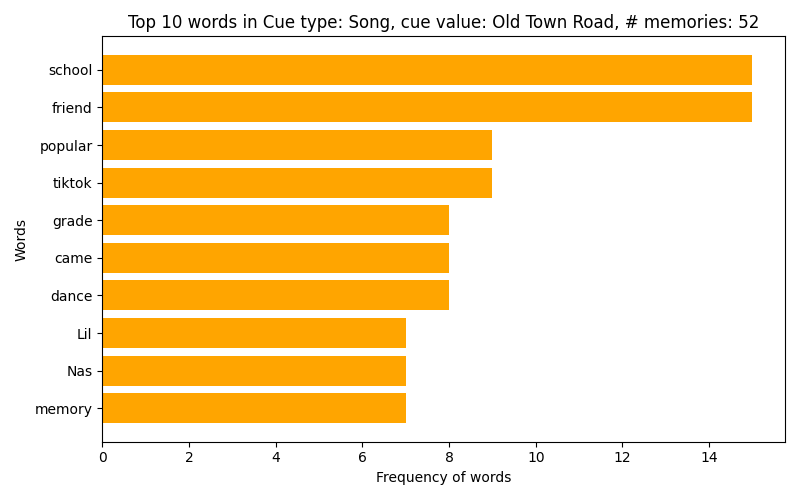 Top 10 words in Cue type: Song, cue value: Old Town Road, # memories: 52
school
friend
popular
tiktok
grade
came
dance
Lil
Nas
memory
Words
0 2 4 6 8 10 12 14
Frequency of words